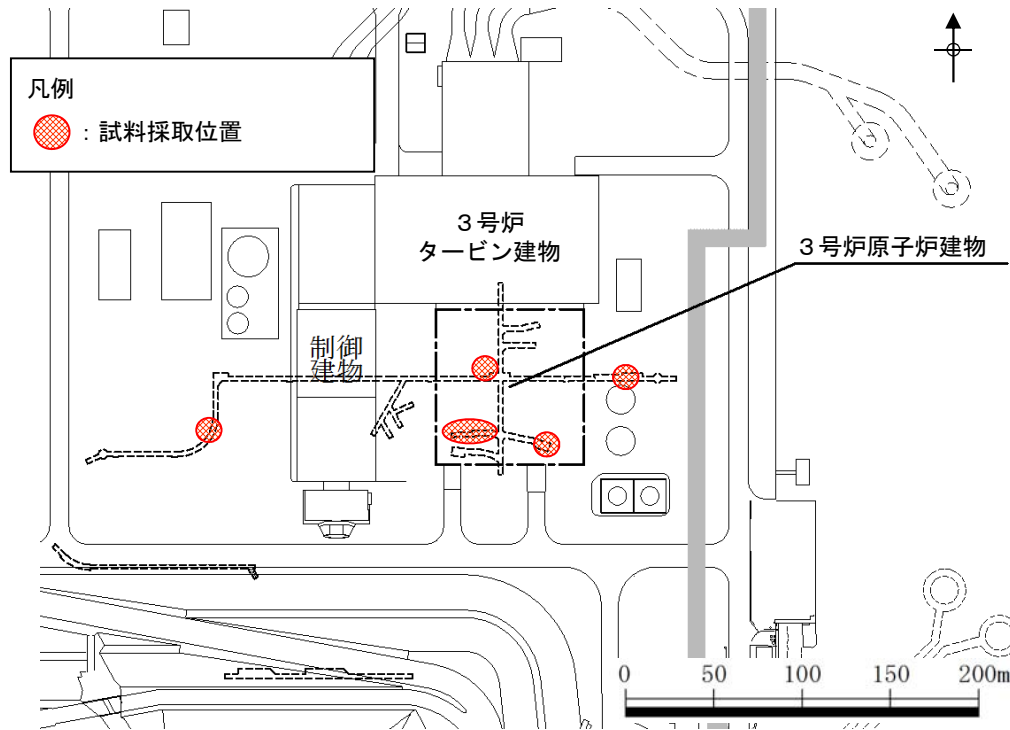 凡例
：試料採取位置
３号炉
タービン建物
３号炉原子炉建物
制御
建物
0 50 100 150 200m